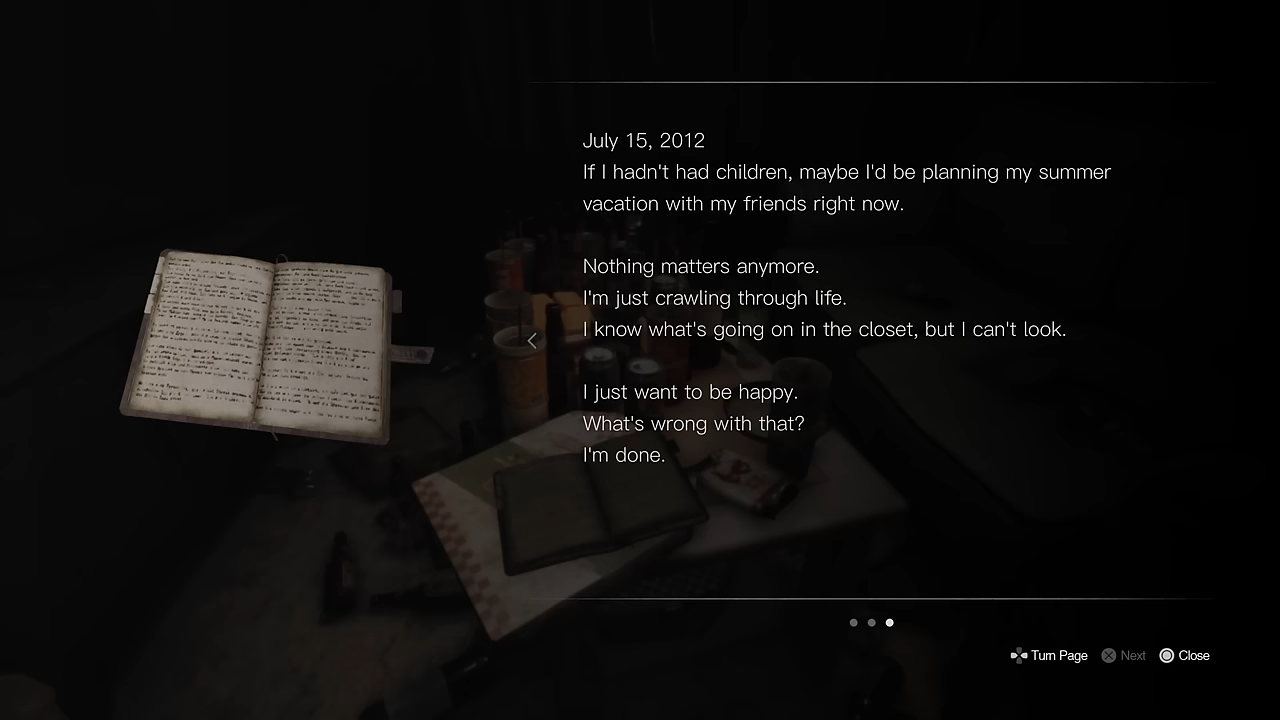 July 15, 2012
If I hadn't had children, maybe I'd be planning my summer
vacation with my friends right now.
Nothing matters anymore.
I'm just crawling through life.
I know what's going on in the closet, but I can't look.
I just want to be happy.
What's wrong with that?
I'm done.
Turn Page
Next
Close